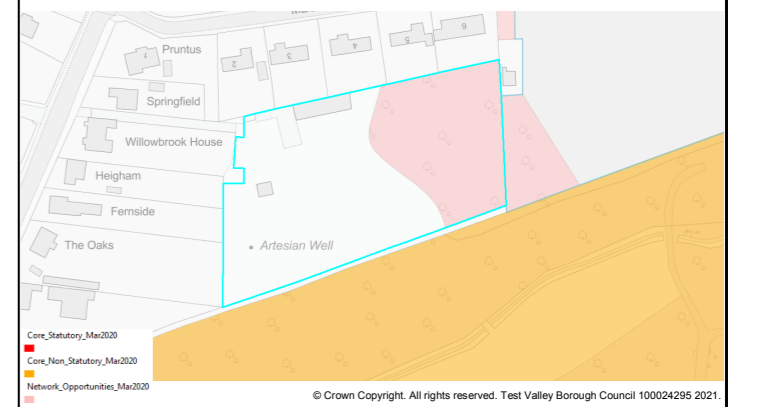 6
5
4
3
2
1
Pruntus
Springfield
Willowbrook House
Heigham
Fernside
The Oaks
Artesian Well
Core_Statutory_Mar2020
Core_Non_Statutory_Mar2020
Network_Opportunities_Mar2020
© Crown Copyright. All rights reserved. Test Valley Borough Council 100024295 2021.